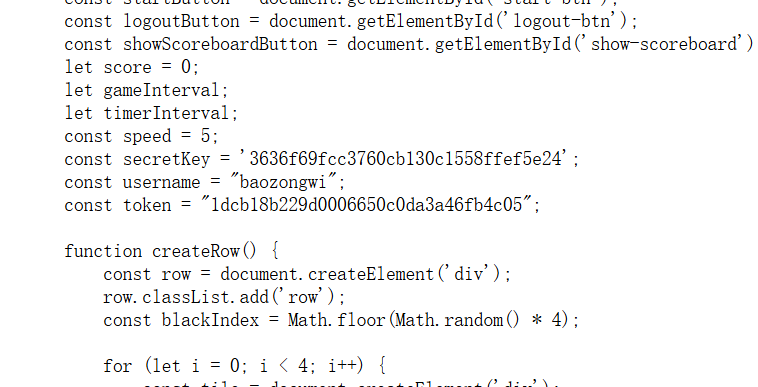 const logoutButton = document.getElementById('logout-btn');
const showScoreboardButton = document.getElementById('show-scoreboard')
let score = 0;
let gameInterval;
let timerInterval;
const speed = 5;
const secretKey = '3636f69fcc3760cb130c1558ffef5e24';
const username = "baozongwi";
const token = "1dcb18b229d0006650c0da3a46fb4c05";
function createRow() {
const row = document.createElement('div');
row.classList.add('row');
const blackIndex = Math.floor(Math.random() * 4);
for (let i = 0; i < 4; i++) {